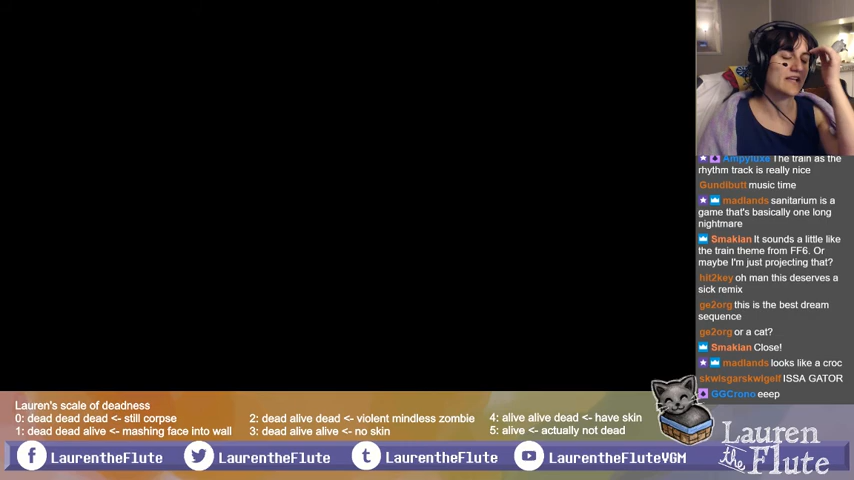 Ampyluxe The train as the
rhythm track is really nice
Gundibutt music time
madlands sanitarium is a
game that's basically one long
nightmare
Smakian It sounds a little like
the train theme from FF6. Or
maybe I'm just projecting that?
hit2key oh man this deserves a
sick remix
ge2org this is the best dream
sequence
ge2org or a cat?
Smakian Close!
madlands looks like a croc
skwisgarskwigelf ISSA GATOR
GGCrono eeep
Lauren's scale of deadness
0: dead dead dead <- still corpse
1: dead dead alive <- mashing face into wall
2: dead alive dead <- violent mindless zombie
3: dead alive alive <- no skin
4: alive alive dead <- have skin
5: alive <- actually not dead
LaurentheFlute
LaurentheFlute
LaurentheFlute
LaurentheFluteVGM
Lauren
the Flute